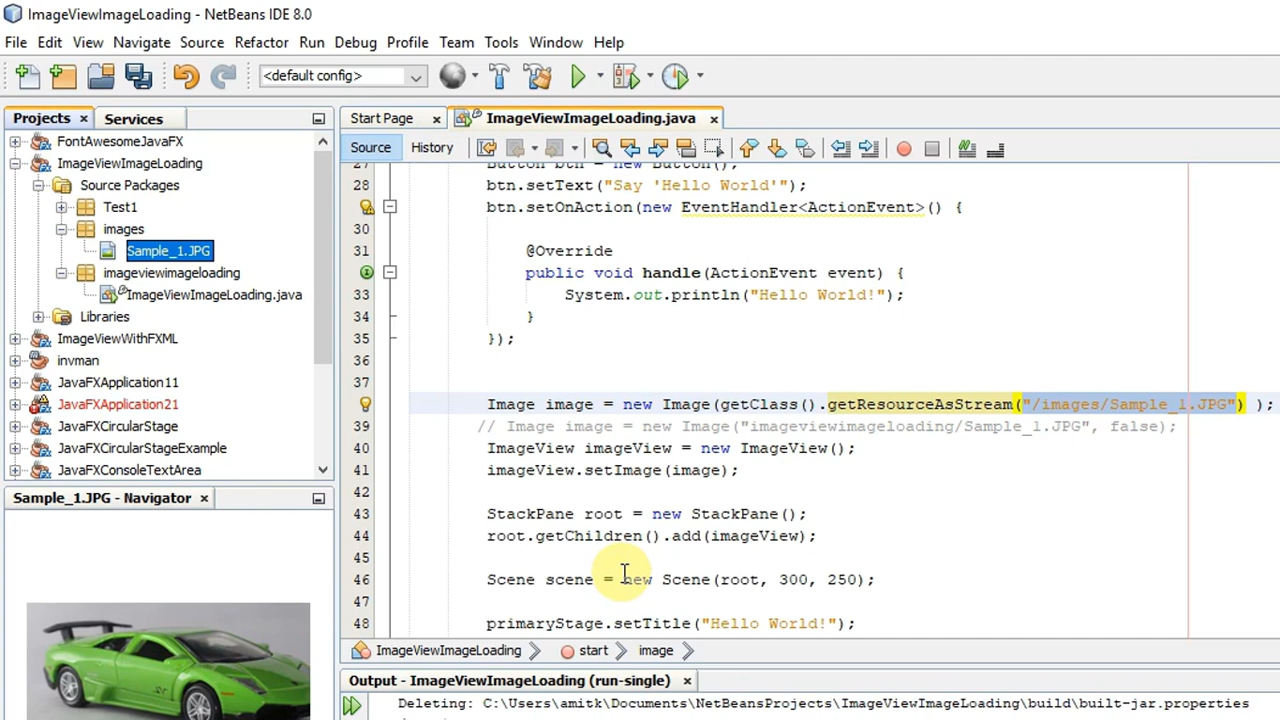 ImageViewImageLoading - NetBeans IDE 8.0
File Edit View Navigate Source Refactor Run Debug Profile Team Tools Window Help
<default config>
Projects × Services
Start Page × ImageViewImageLoading.java ×
Source History
FontAwesomeJavaFX
ImageViewImageLoading
Source Packages
Test1
images
Sample_1.JPG
imageviewimageloading
ImageViewImageLoading.java
Libraries
ImageViewWithFXML
invman
JavaFXApplication11
JavaFXApplication21
JavaFXCircularStage
JavaFXCircularStageExample
JavaFXConsoleTextArea
Sample_1.JPG - Navigator ×
27 Button btn = new Button();
28 btn.setText("Say 'Hello World'");
btn.setOnAction(new EventHandler<ActionEvent>() {
30
31 @Override
public void handle(ActionEvent event) {
33 System.out.println("Hello World!");
34 }
35 });
36
37
Image image = new Image(getClass().getResourceAsStream("/images/Sample_1.JPG") );
39 // Image image = new Image("imageviewimageloading/Sample_1.JPG", false);
40 ImageView imageView = new ImageView();
41 imageView.setImage(image);
42
43 StackPane root = new StackPane();
44 root.getChildren().add(imageView);
45
46 Scene scene = new Scene(root, 300, 250);
47
48 primaryStage.setTitle("Hello World!");
ImageViewImageLoading start image
Output - ImageViewImageLoading (run-single) ×
Deleting: C:\Users\amitk\Documents\NetBeansProjects\ImageViewImageLoading\build\built-jar.properties